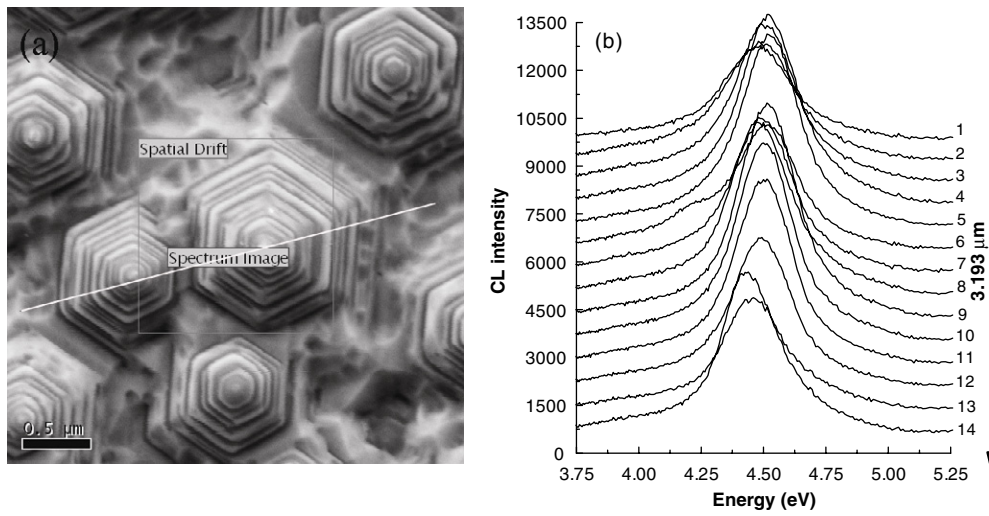 (a)
Spatial Drift
Spectrum Image
0.5 µm
(b)
CL intensity
13500
12000
10500
9000
7500
6000
4500
3000
1500
0
3.75 4.00 4.25 4.50 4.75 5.00 5.25
Energy (eV)
1
2
3
4
5
6
7
8
9
10
11
12
13
14
3.193 µm